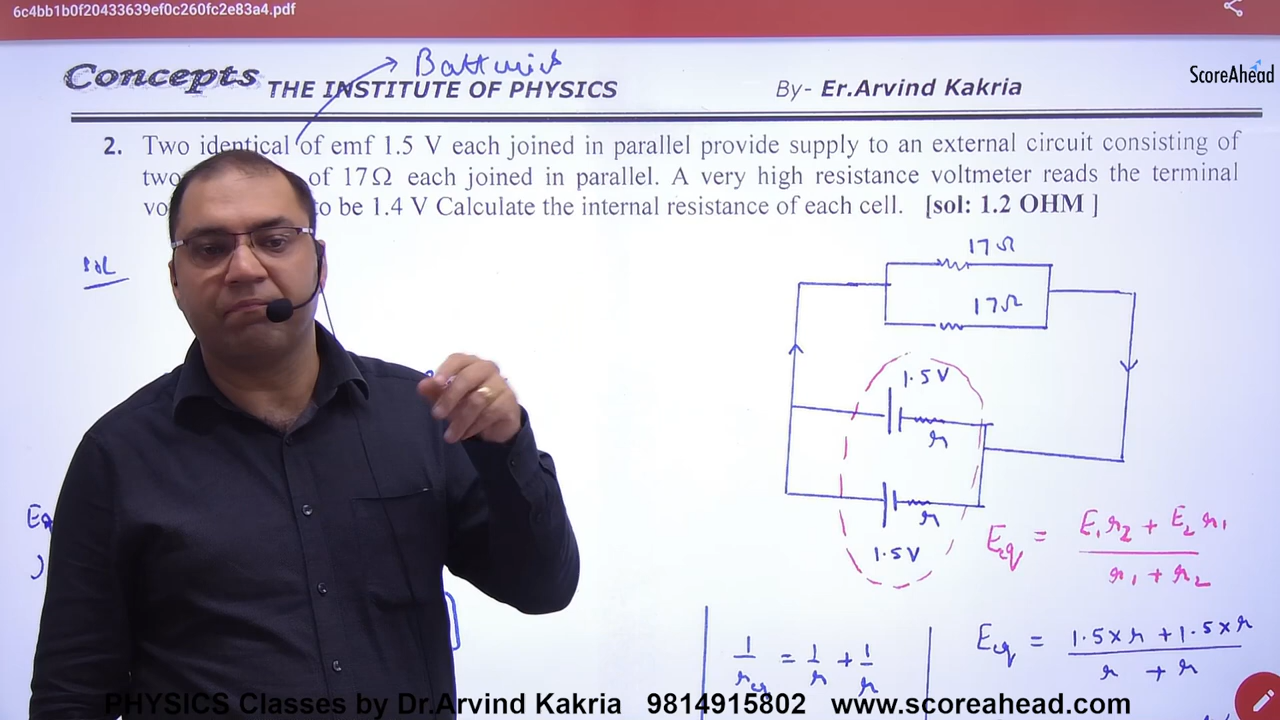 6c4bb1b0f20433639ef0c260fc2e83a4.pdf
Batteries
Concepts THE INSTITUTE OF PHYSICS
By- Er.Arvind Kakria
ScoreAhead
2. Two identical of emf 1.5 V each joined in parallel provide supply to an external circuit consisting of
two of 17Ω each joined in parallel. A very high resistance voltmeter reads the terminal
vo to be 1.4 V Calculate the internal resistance of each cell. [sol: 1.2 OHM ]
Sol
17Ω
17Ω
1.5V
r
r
1.5V
Eeq = E₁r₂ + E₂r₁ / r₁ + r₂
Eeq = 1.5×r + 1.5×r / r + r
1/req = 1/r + 1/r
PHYSICS Classes by Dr.Arvind Kakria 9814915802 www.scoreahead.com